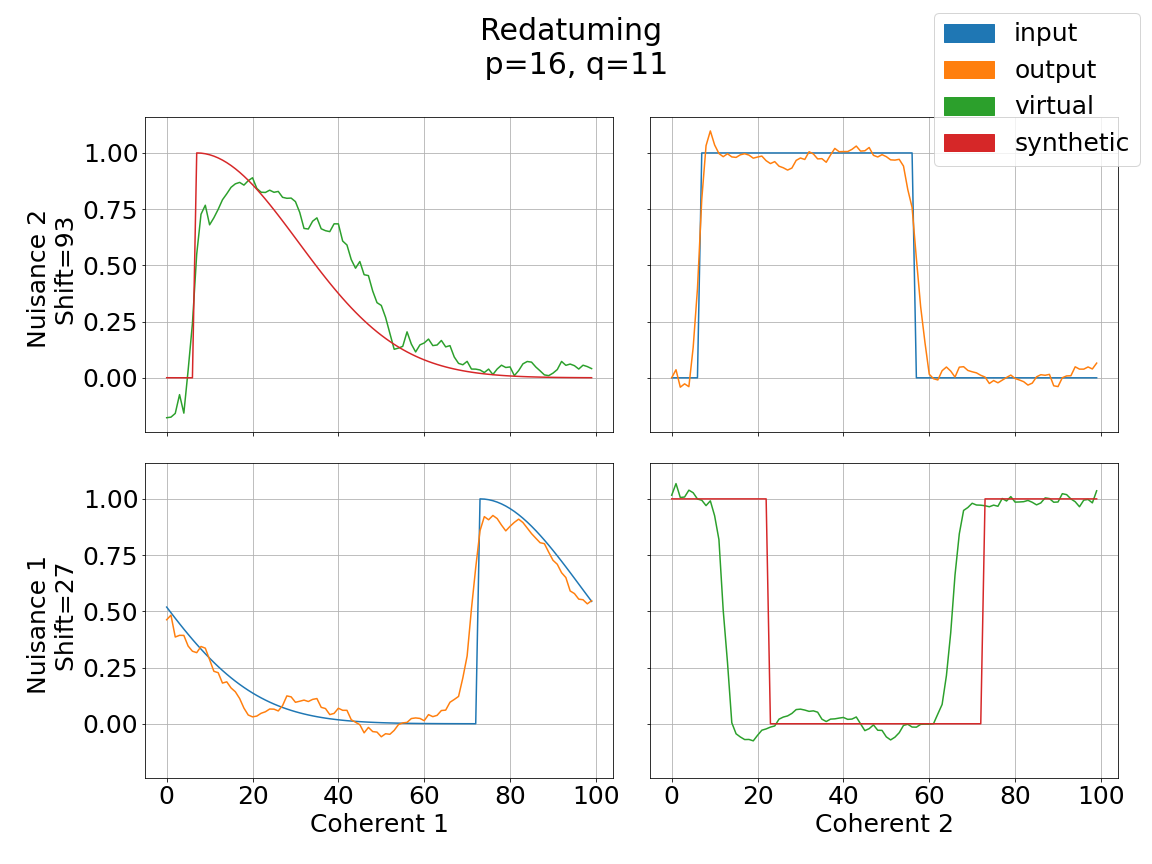 Redatuming
p=16, q=11
input
output
virtual
synthetic
Nuisance 2
Shift=93
1.00
0.75
0.50
0.25
0.00
Nuisance 1
Shift=27
1.00
0.75
0.50
0.25
0.00
0 20 40 60 80 100
Coherent 1
0 20 40 60 80 100
Coherent 2